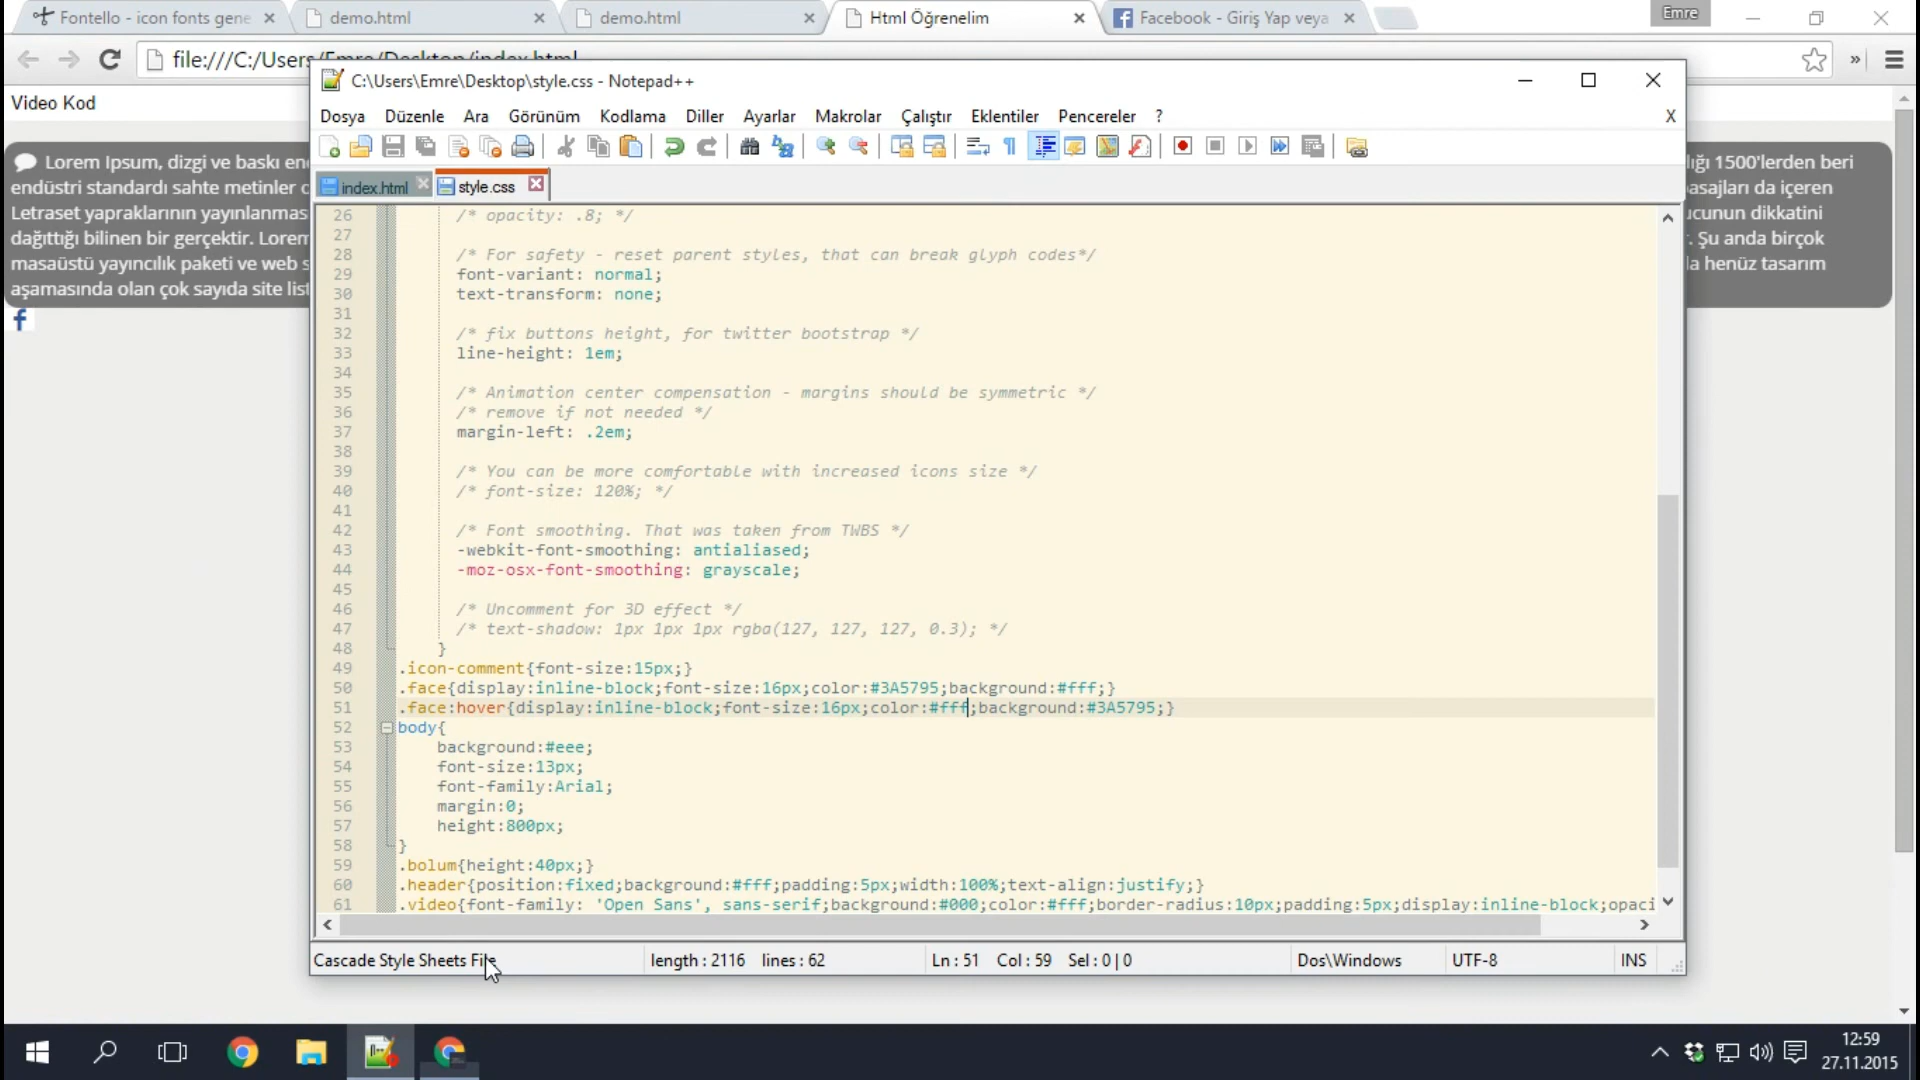 Fontello - icon fonts gene
demo.html
demo.html
Html Öğrenelim
Facebook - Giriş Yap veya
Emre
file:///C:/Users/Emre/Desktop/index.html
»
Video Kod
C:\Users\Emre\Desktop\style.css - Notepad++
Dosya Düzenle Ara Görünüm Kodlama Diller Ayarlar Makrolar Çalıştır Eklentiler Pencereler ?
X
index.html
style.css
Lorem Ipsum, dizgi ve baskı en
endüstri standardı sahte metinler
Letraset yapraklarının yayınlanmas
dağıttığı bilinen bir gerçektir. Lorem
masaüstü yayıncılık paketi ve web s
aşamasında olan çok sayıda site list
lığı 1500'lerden beri
pasajları da içeren
ucunun dikkatini
. Şu anda birçok
la henüz tasarım
26 /* opacity: .8; */
27
28 /* For safety - reset parent styles, that can break glyph codes*/
29 font-variant: normal;
30 text-transform: none;
31
32 /* fix buttons height, for twitter bootstrap */
33 line-height: 1em;
34
35 /* Animation center compensation - margins should be symmetric */
36 /* remove if not needed */
37 margin-left: .2em;
38
39 /* You can be more comfortable with increased icons size */
40 /* font-size: 120%; */
41
42 /* Font smoothing. That was taken from TWBS */
43 -webkit-font-smoothing: antialiased;
44 -moz-osx-font-smoothing: grayscale;
45
46 /* Uncomment for 3D effect */
47 /* text-shadow: 1px 1px 1px rgba(127, 127, 127, 0.3); */
48 }
49 .icon-comment{font-size:15px;}
50 .face{display:inline-block;font-size:16px;color:#3A5795;background:#fff;}
51 .face:hover{display:inline-block;font-size:16px;color:#fff;background:#3A5795;}
52 body{
53 background:#eee;
54 font-size:13px;
55 font-family:Arial;
56 margin:0;
57 height:800px;
58 }
59 .bolum{height:40px;}
60 .header{position:fixed;background:#fff;padding:5px;width:100%;text-align:justify;}
61 .video{font-family: 'Open Sans', sans-serif;background:#000;color:#fff;border-radius:10px;padding:5px;display:inline-block;opaci
Cascade Style Sheets File
length : 2116 lines : 62
Ln : 51 Col : 59 Sel : 0 | 0
Dos\Windows
UTF-8
INS
12:59
27.11.2015